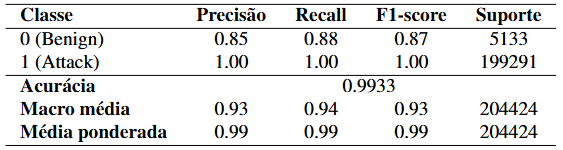 Classe Precisão Recall F1-score Suporte
0 (Benign) 0.85 0.88 0.87 5133
1 (Attack) 1.00 1.00 1.00 199291
Acurácia 0.9933
Macro média 0.93 0.94 0.93 204424
Média ponderada 0.99 0.99 0.99 204424